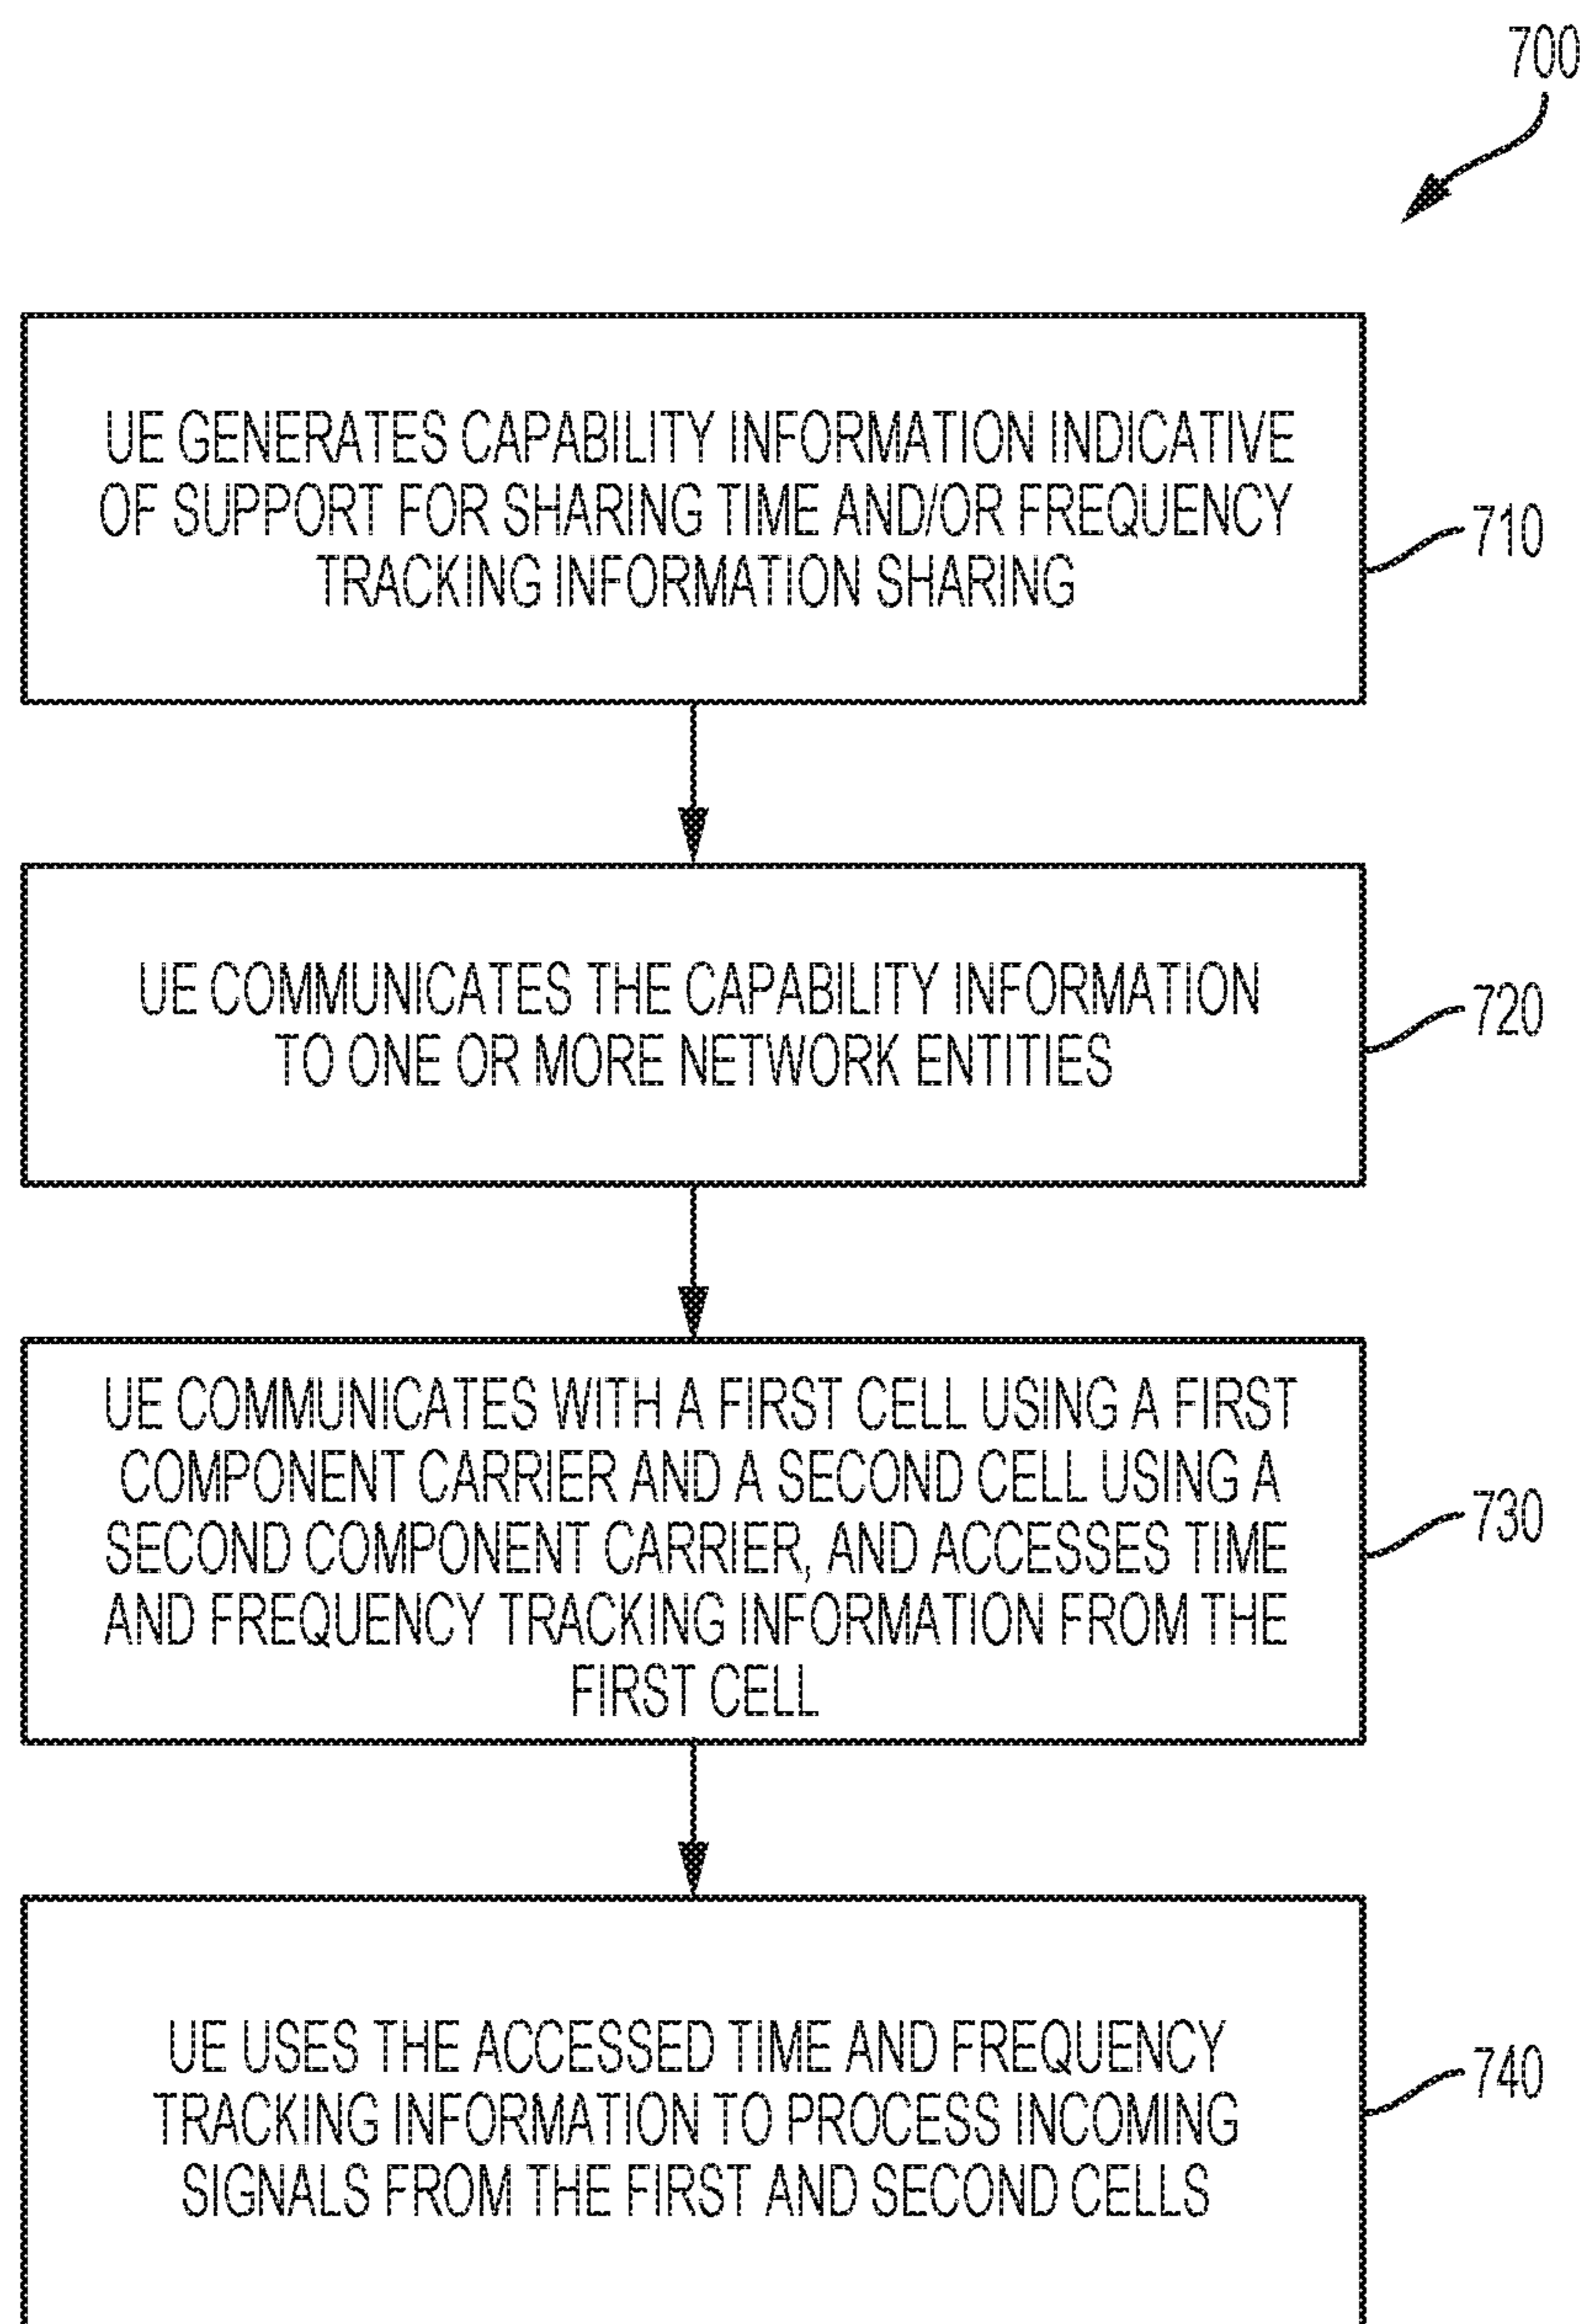 700
UE GENERATES CAPABILITY INFORMATION INDICATIVE
OF SUPPORT FOR SHARING TIME AND/OR FREQUENCY
TRACKING INFORMATION SHARING
710
UE COMMUNICATES THE CAPABILITY INFORMATION
TO ONE OR MORE NETWORK ENTITIES
720
UE COMMUNICATES WITH A FIRST CELL USING A FIRST
COMPONENT CARRIER AND A SECOND CELL USING A
SECOND COMPONENT CARRIER, AND ACCESSES TIME
AND FREQUENCY TRACKING INFORMATION FROM THE
FIRST CELL
730
UE USES THE ACCESSED TIME AND FREQUENCY
TRACKING INFORMATION TO PROCESS INCOMING
SIGNALS FROM THE FIRST AND SECOND CELLS
740